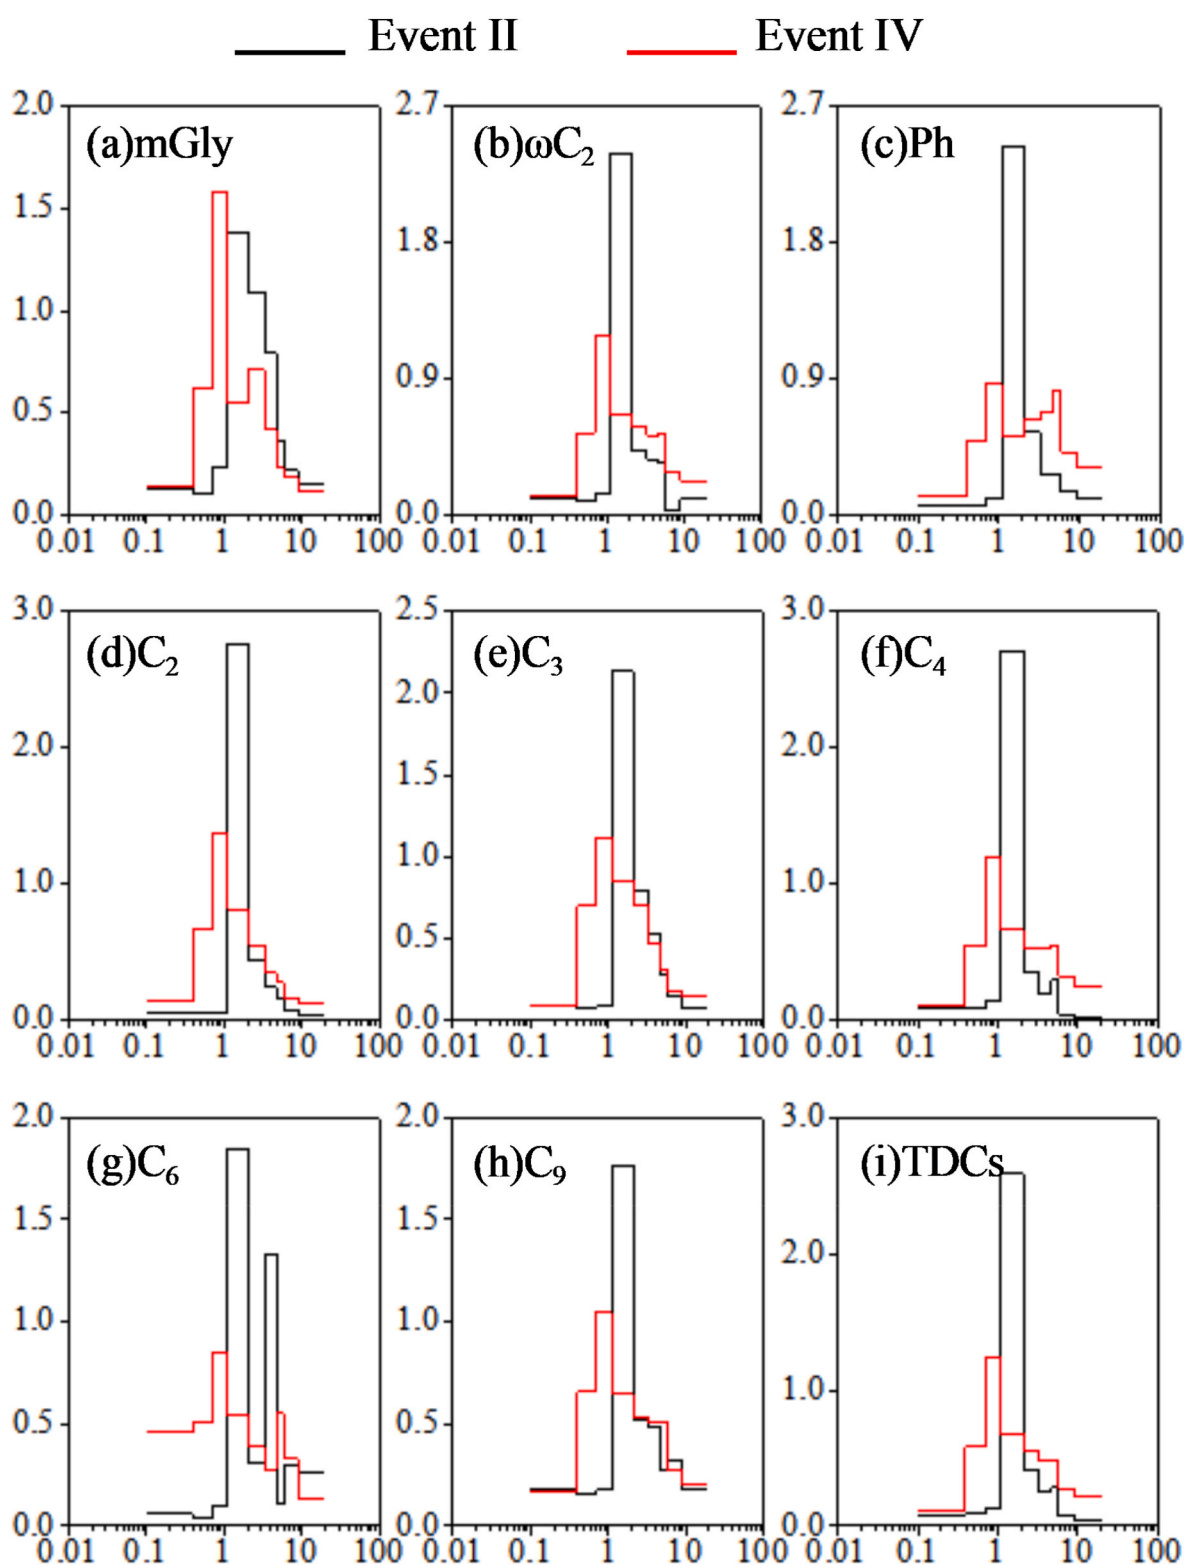 Event II Event IV
2.0 2.7 2.7
(a)mGly (b)ωC₂ (c)Ph
1.5 1.8 1.8
1.0 0.9 0.9
0.5
0.0 0.0 0.0
0.01 0.1 1 10 100 0.01 0.1 1 10 100 0.01 0.1 1 10 100
3.0 2.5 3.0
(d)C₂ (e)C₃ (f)C₄
2.0 2.0 2.0
1.5
1.0 1.0 1.0
0.5
0.0 0.0 0.0
0.01 0.1 1 10 100 0.01 0.1 1 10 100 0.01 0.1 1 10 100
2.0 2.0 3.0
(g)C₆ (h)C₉ (i)TDCs
1.5 1.5 2.0
1.0 1.0 1.0
0.5 0.5
0.0 0.0 0.0
0.01 0.1 1 10 100 0.01 0.1 1 10 100 0.01 0.1 1 10 100